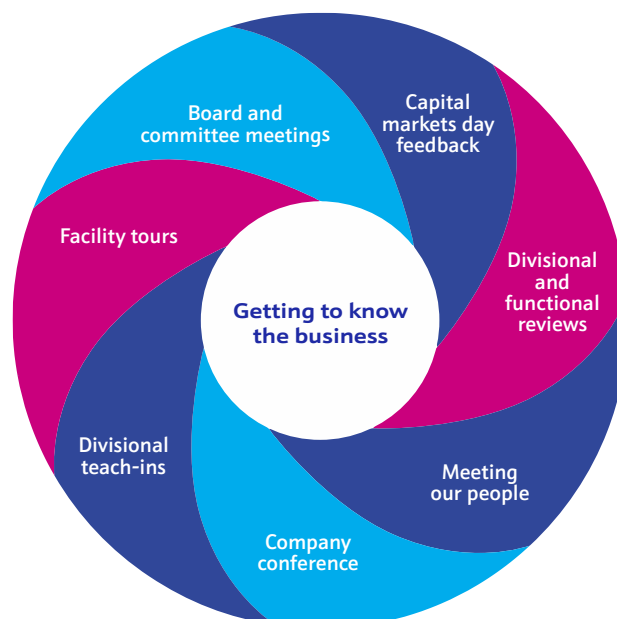 Board and
committee meetings
Capital
markets day
feedback
Facility tours
Divisional
and
functional
reviews
Getting to know
the business
Divisional
teach-ins
Meeting
our people
Company
conference